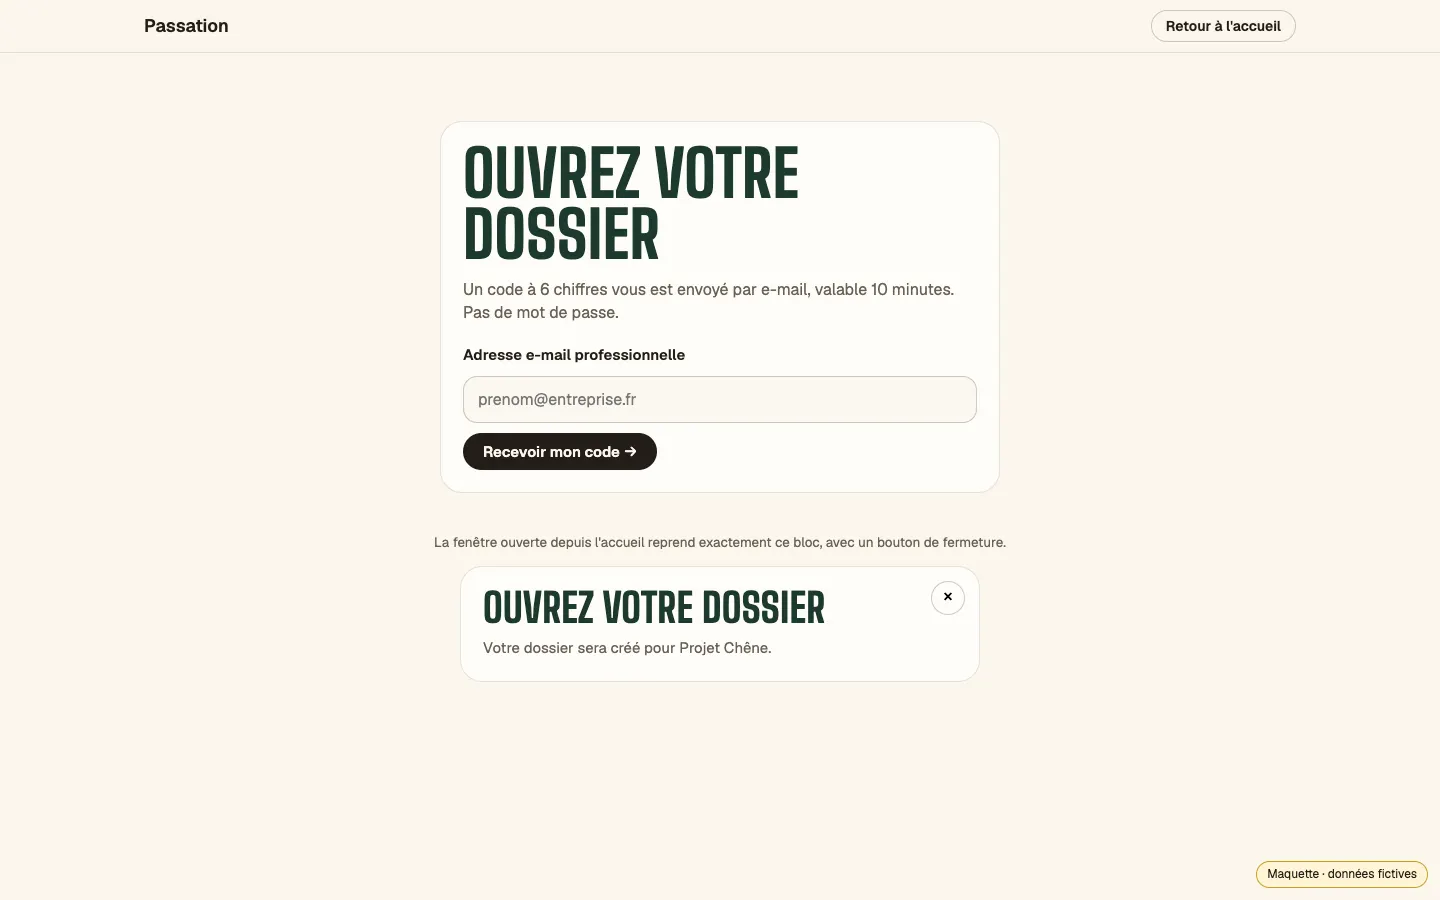 Passation
Retour à l'accueil
OUVREZ VOTRE
DOSSIER
Un code à 6 chiffres vous est envoyé par e-mail, valable 10 minutes.
Pas de mot de passe.
Adresse e-mail professionnelle
prenom@entreprise.fr
Recevoir mon code →
La fenêtre ouverte depuis l'accueil reprend exactement ce bloc, avec un bouton de fermeture.
OUVREZ VOTRE DOSSIER
×
Votre dossier sera créé pour Projet Chêne.
Maquette · données fictives